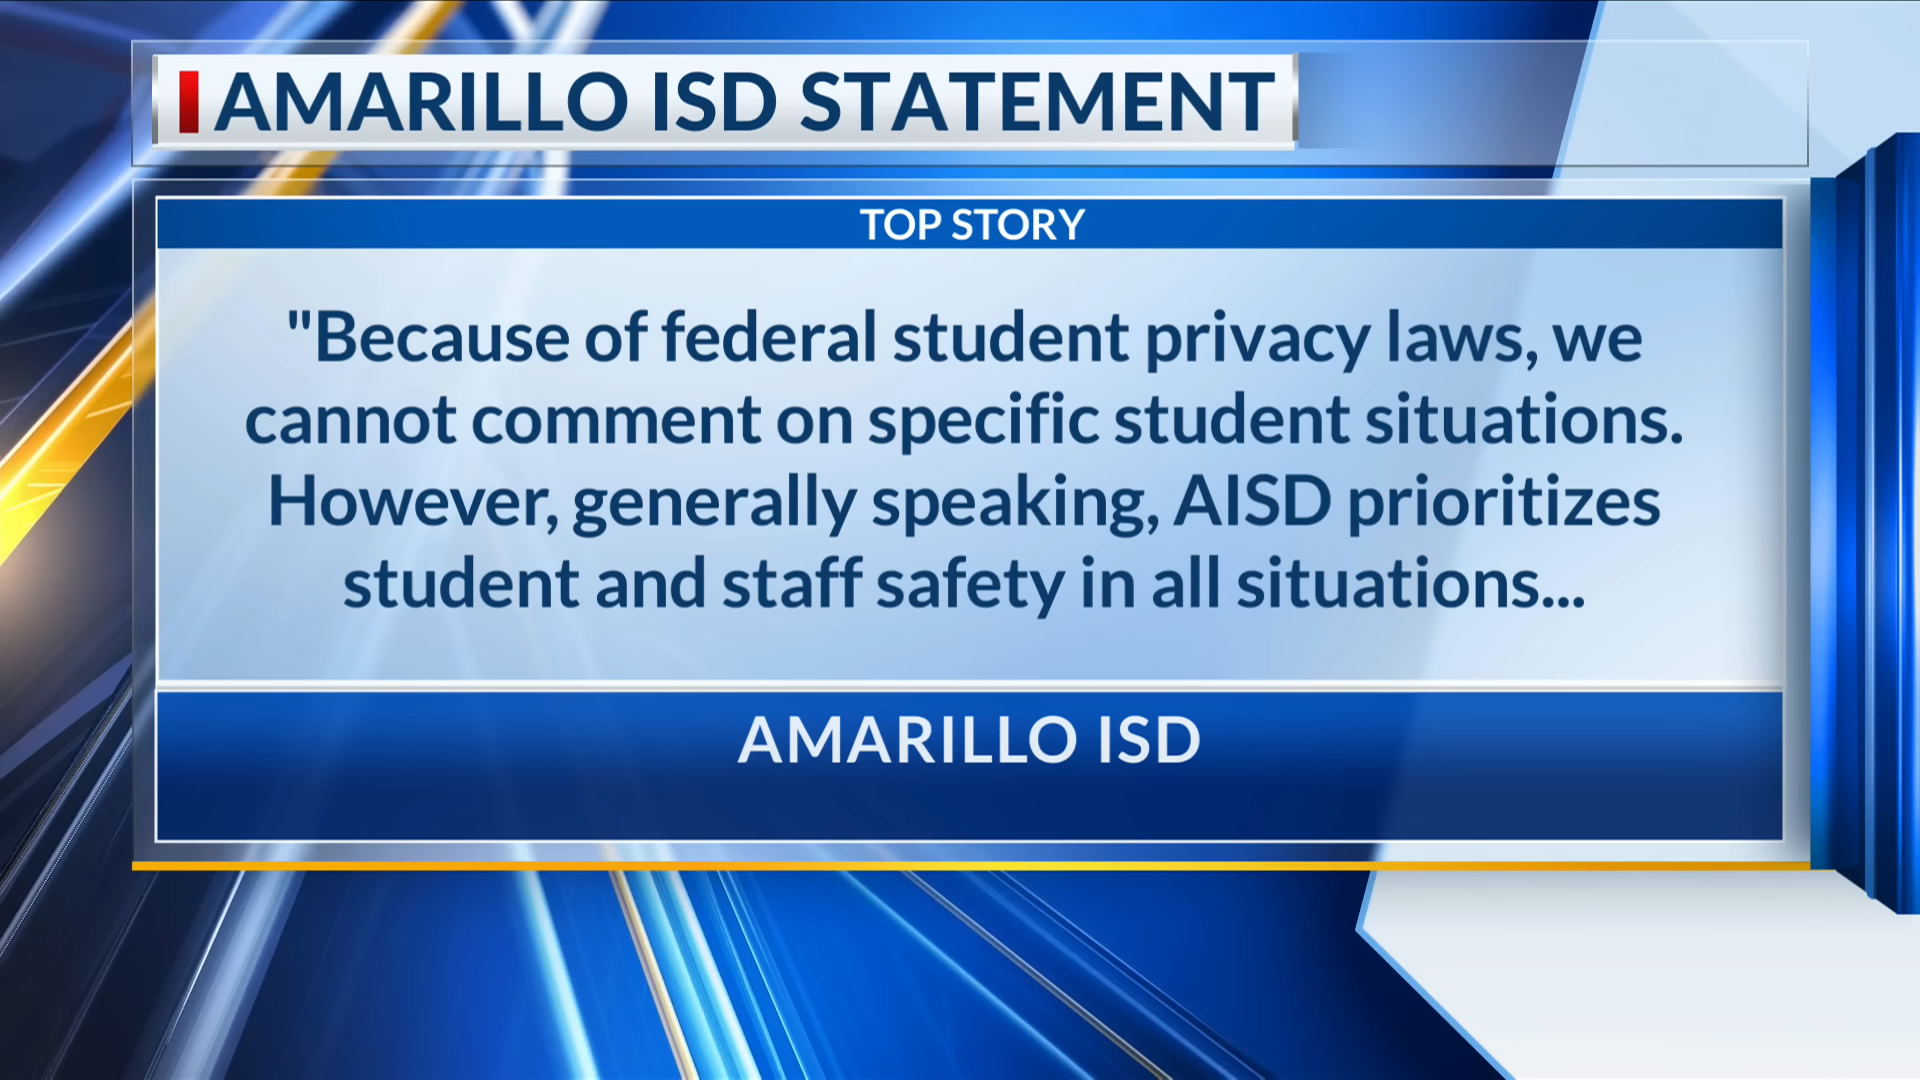 AMARILLO ISD STATEMENT
TOP STORY
"Because of federal student privacy laws, we
cannot comment on specific student situations.
However, generally speaking, AISD prioritizes
student and staff safety in all situations...
AMARILLO ISD